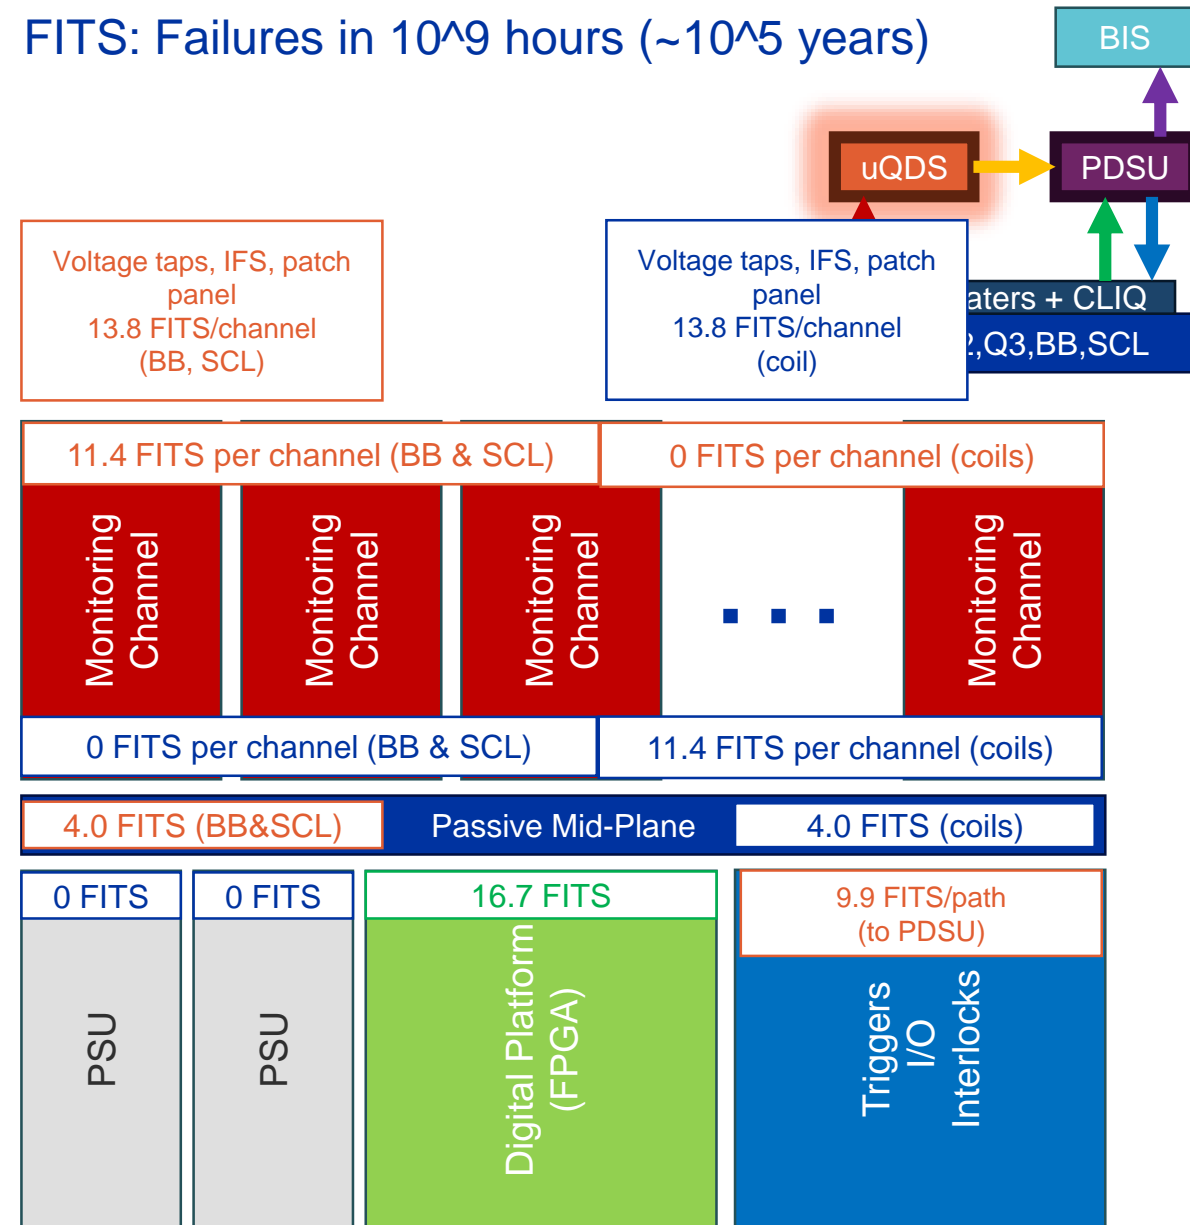 FITS: Failures in 10^9 hours (~10^5 years)
BIS
uQDS
PDSU
Voltage taps, IFS, patch
panel
13.8 FITS/channel
(BB, SCL)
Voltage taps, IFS, patch
panel
13.8 FITS/channel
(coil)
+ CLIQ
,Q3,BB,SCL
11.4 FITS per channel (BB & SCL)
0 FITS per channel (coils)
Monitoring
Channel
Monitoring
Channel
Monitoring
Channel
...
Monitoring
Channel
0 FITS per channel (BB & SCL)
11.4 FITS per channel (coils)
4.0 FITS (BB&SCL)
Passive Mid-Plane
4.0 FITS (coils)
0 FITS
0 FITS
16.7 FITS
9.9 FITS/path
(to PDSU)
PSU
PSU
Digital Platform
(FPGA)
Triggers
I/O
Interlocks